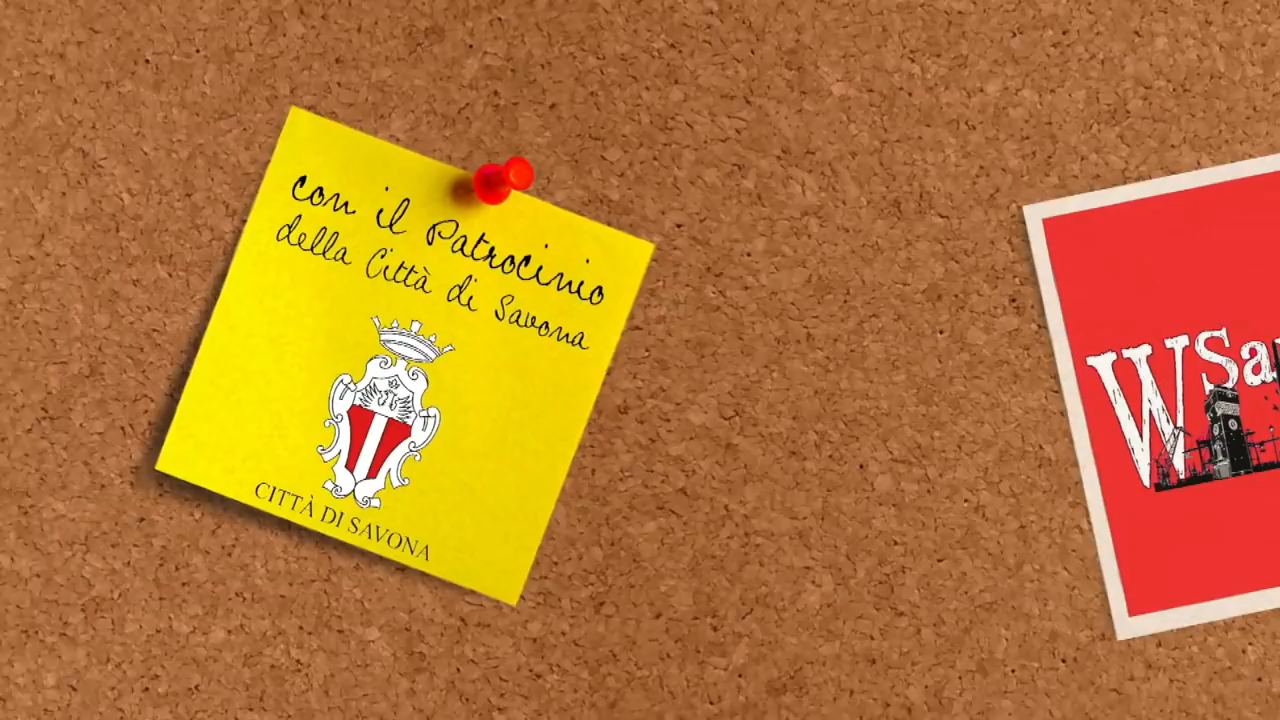 con il Patrocinio
della Città di Savona
CITTÀ DI SAVONA
W